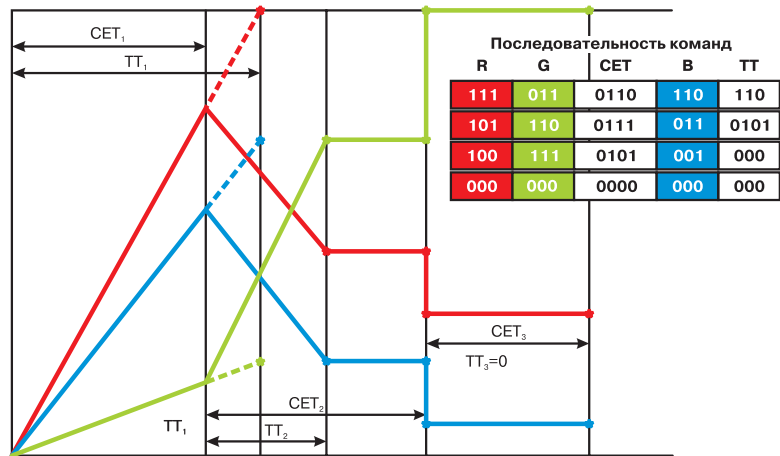 CET₁
TT₁
Последовательность команд
R G CET B TT
111 011 0110 110 110
101 110 0111 011 0101
100 111 0101 001 000
000 000 0000 000 000
CET₃
TT₃=0
CET₂
TT₁
TT₂